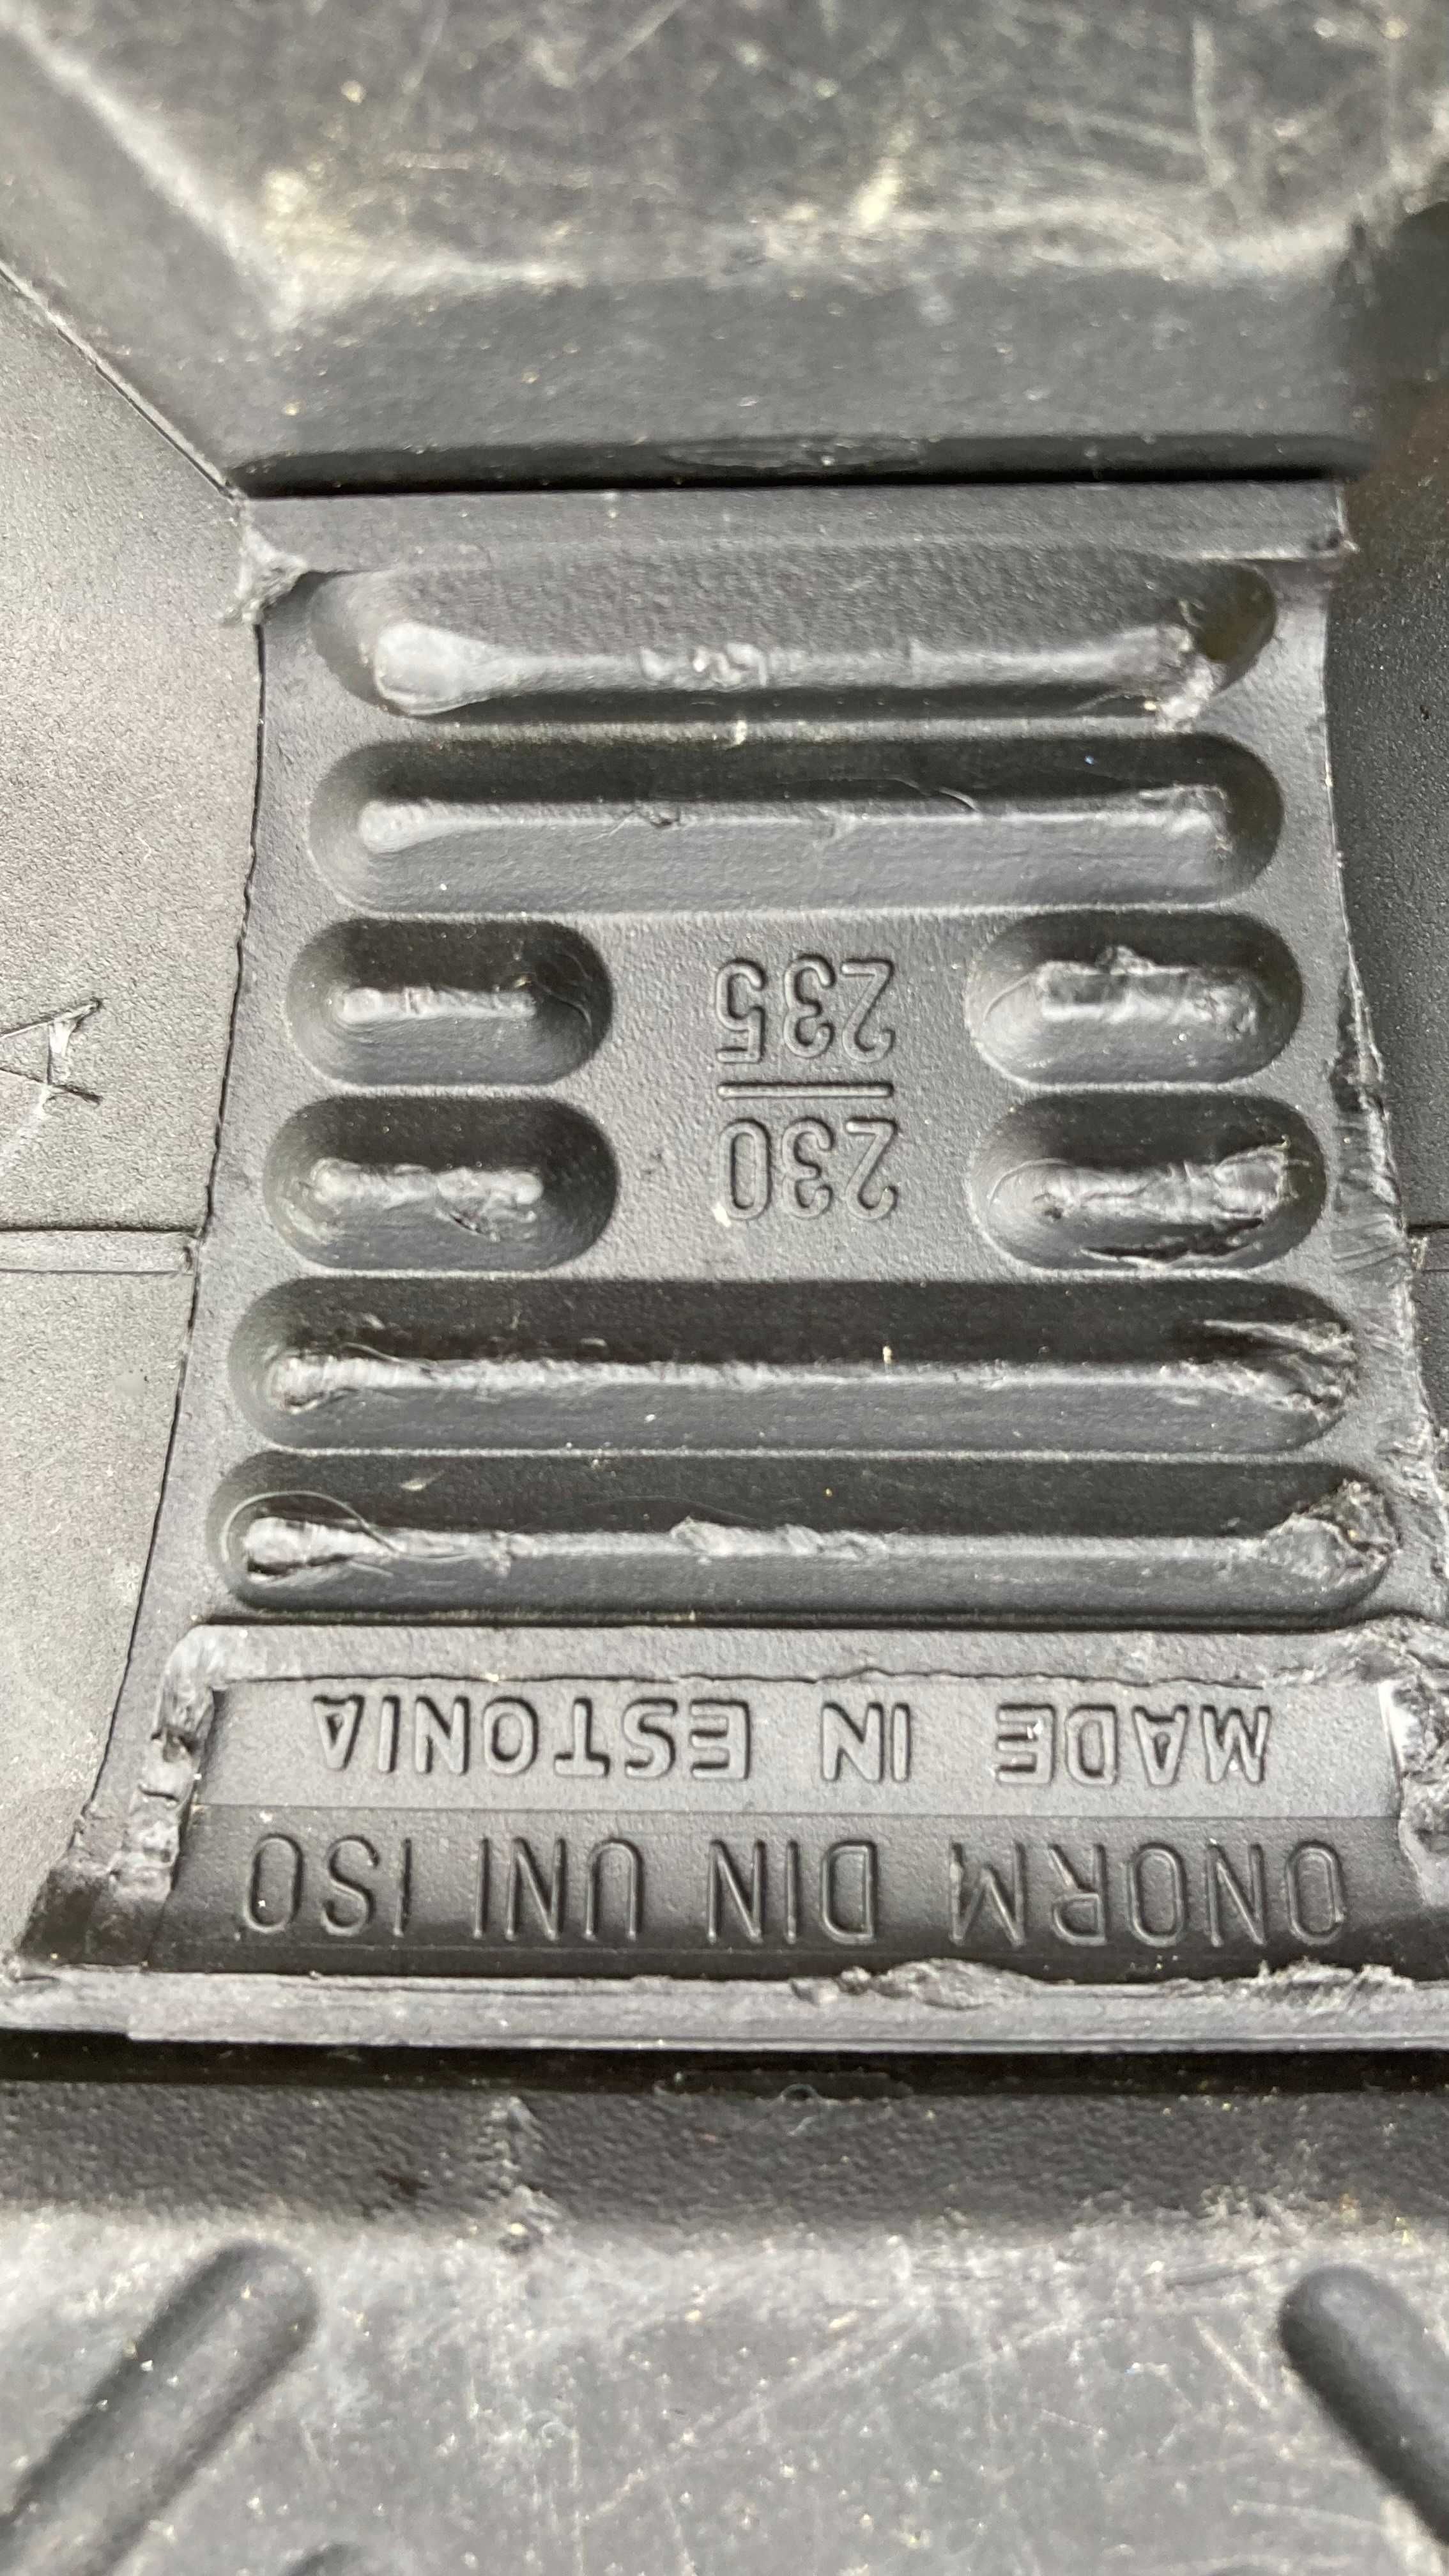 ONORM DIN UNI ISO
MADE IN ESTONIA
230
235
A